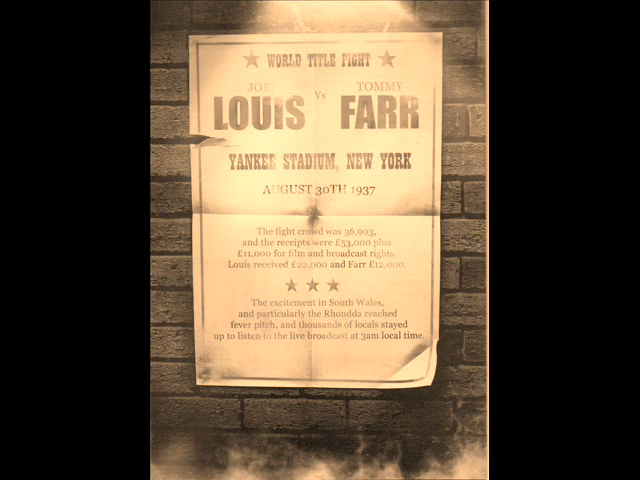 WORLD TITLE FIGHT
JOE
LOUIS
Vs
TOMMY
FARR
YANKEE STADIUM, NEW YORK
AUGUST 30TH 1937
The fight crowd was 36,903,
and the receipts were £53,000 plus
£11,000 for film and broadcast rights.
Louis received £22,000 and Farr £12,000.
The excitement in South Wales,
and particularly the Rhondda reached
fever pitch, and thousands of locals stayed
up to listen to the live broadcast at 3am local time.